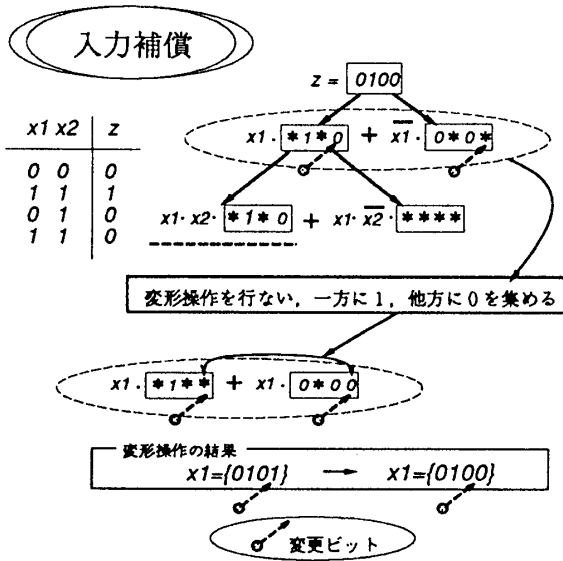 入力補償
z = 0100
x1 x2 z
0 0 0
1 1 1
0 1 0
1 1 0
x1 · *1*0 + x1 · 0*0*
x1 · x2 · *1*0 + x1 · x2 · ****
変形操作を行ない, 一方に1, 他方に0を集める
x1 · *1** + x1 · 0*00
変形操作の結果
x1={0101} → x1={0100}
変更ビット